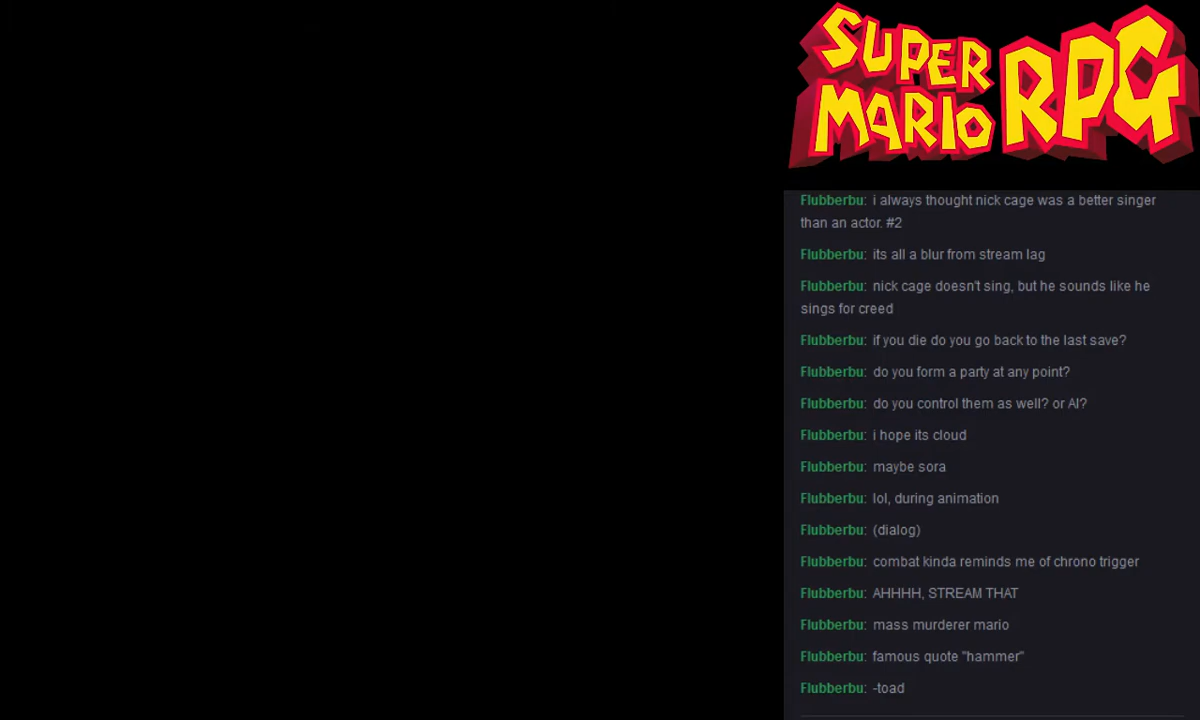 SUPER
MARIO RPG
Flubberbu: i always thought nick cage was a better singer
than an actor. #2
Flubberbu: its all a blur from stream lag
Flubberbu: nick cage doesn't sing, but he sounds like he
sings for creed
Flubberbu: if you die do you go back to the last save?
Flubberbu: do you form a party at any point?
Flubberbu: do you control them as well? or AI?
Flubberbu: i hope its cloud
Flubberbu: maybe sora
Flubberbu: lol, during animation
Flubberbu: (dialog)
Flubberbu: combat kinda reminds me of chrono trigger
Flubberbu: AHHHH, STREAM THAT
Flubberbu: mass murderer mario
Flubberbu: famous quote "hammer"
Flubberbu: -toad